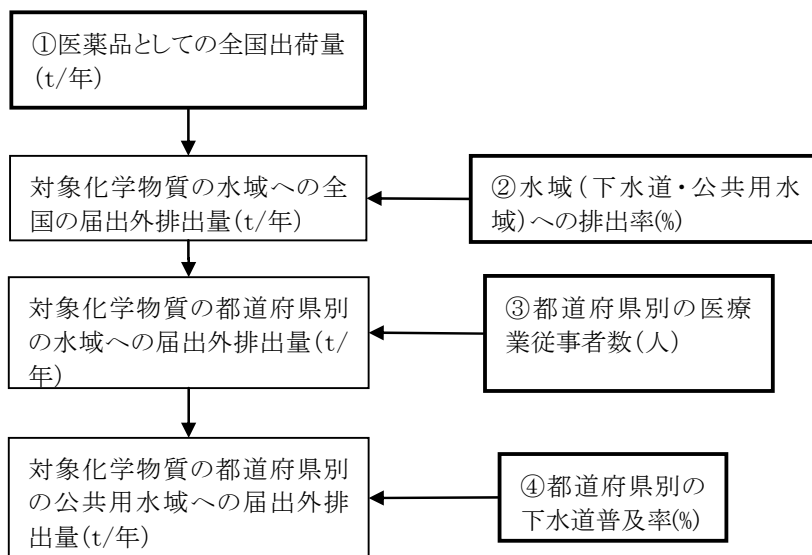 ①医薬品としての全国出荷量
(t/年)
対象化学物質の水域への全
国の届出外排出量(t/年)
②水域(下水道・公共用水
域)への排出率(%)
対象化学物質の都道府県別
の水域への届出外排出量(t/
年)
③都道府県別の医療
業従事者数(人)
対象化学物質の都道府県別
の公共用水域への届出外排
出量(t/年)
④都道府県別の
下水道普及率(%)